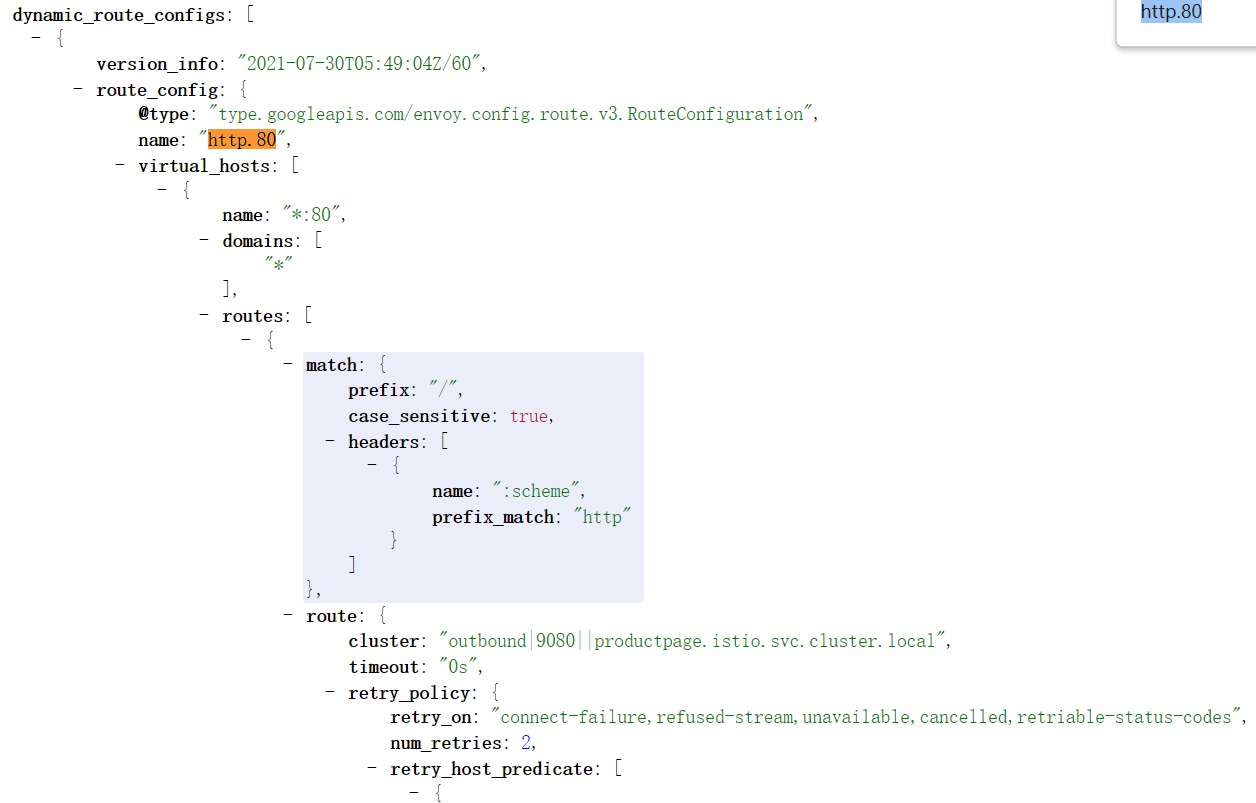 dynamic_route_configs: [
http.80
- {
version_info: "2021-07-30T05:49:04Z/60",
- route_config: {
@type: "type.googleapis.com/envoy.config.route.v3.RouteConfiguration",
name: "http.80",
- virtual_hosts: [
- {
name: "*:80",
- domains: [
"*"
],
- routes: [
- {
- match: {
prefix: "/",
case_sensitive: true,
- headers: [
- {
name: ":scheme",
prefix_match: "http"
}
]
},
- route: {
cluster: "outbound|9080||productpage.istio.svc.cluster.local",
timeout: "0s",
- retry_policy: {
retry_on: "connect-failure,refused-stream,unavailable,cancelled,retriable-status-codes",
num_retries: 2,
- retry_host_predicate: [
- {